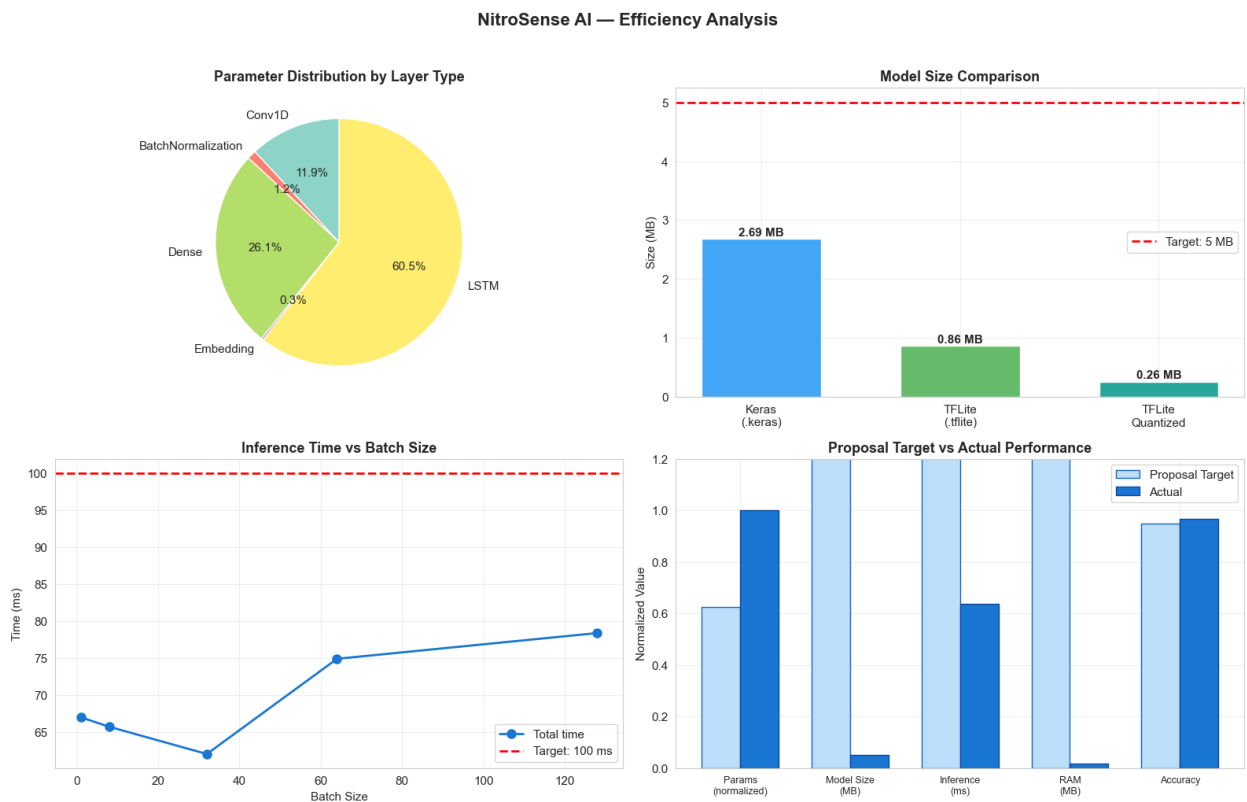 NitroSense AI — Efficiency Analysis
Parameter Distribution by Layer Type
Conv1D
BatchNormalization
11.9%
1.2%
Dense
26.1%
60.5%
LSTM
0.3%
Embedding
Model Size Comparison
Size (MB)
5
4
3
2
1
0
2.69 MB
0.86 MB
0.26 MB
Target: 5 MB
Keras
(.keras)
TFLite
(.tflite)
TFLite
Quantized
Inference Time vs Batch Size
Time (ms)
100
95
90
85
80
75
70
65
Total time
Target: 100 ms
0
20
40
60
80
100
120
Batch Size
Proposal Target vs Actual Performance
Normalized Value
1.2
1.0
0.8
0.6
0.4
0.2
0.0
Proposal Target
Actual
Params
(normalized)
Model Size
(MB)
Inference
(ms)
RAM
(MB)
Accuracy